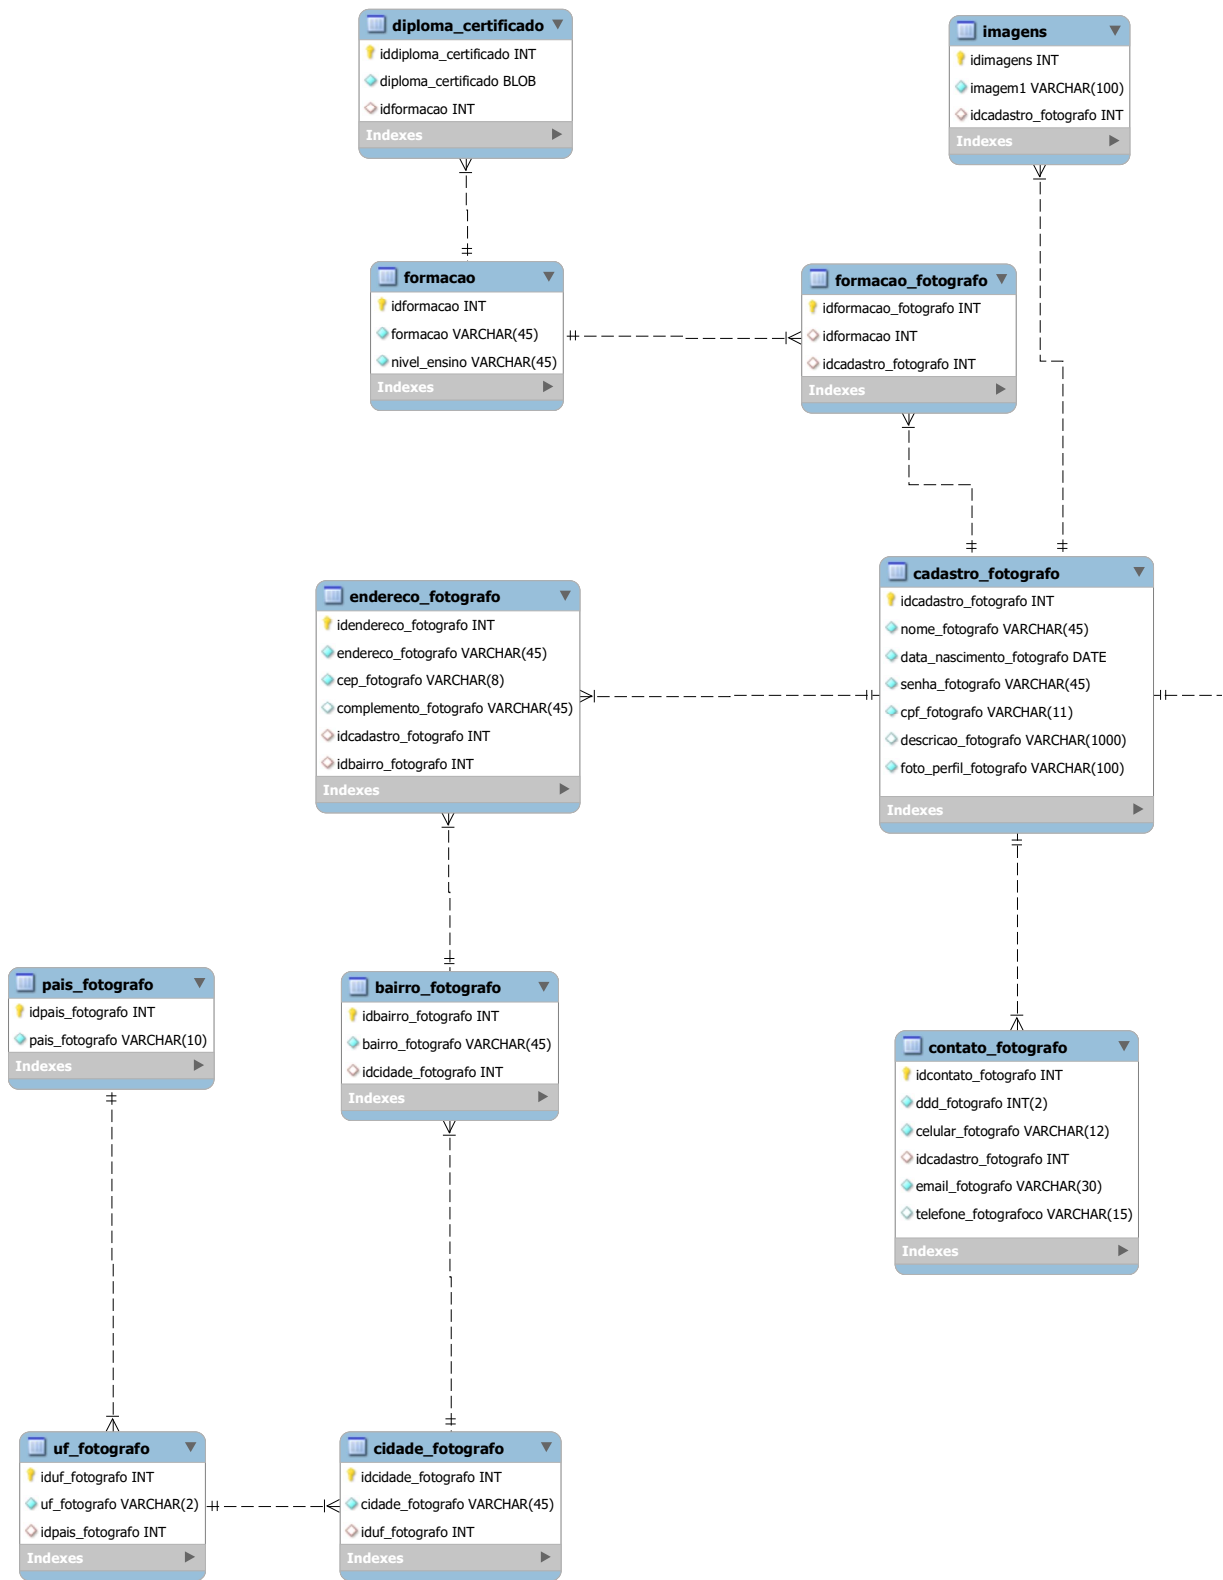 diploma_certificado
iddiploma_certificado INT
diploma_certificado BLOB
idformacao INT
Indexes
imagens
idimagens INT
imagem1 VARCHAR(100)
idcadastro_fotografo INT
Indexes
formacao
idformacao INT
formacao VARCHAR(45)
nivel_ensino VARCHAR(45)
Indexes
formacao_fotografo
idformacao_fotografo INT
idformacao INT
idcadastro_fotografo INT
Indexes
endereco_fotografo
idendereco_fotografo INT
endereco_fotografo VARCHAR(45)
cep_fotografo VARCHAR(8)
complemento_fotografo VARCHAR(45)
idcadastro_fotografo INT
idbairro_fotografo INT
Indexes
cadastro_fotografo
idcadastro_fotografo INT
nome_fotografo VARCHAR(45)
data_nascimento_fotografo DATE
senha_fotografo VARCHAR(45)
cpf_fotografo VARCHAR(11)
descricao_fotografo VARCHAR(1000)
foto_perfil_fotografo VARCHAR(100)
Indexes
pais_fotografo
idpais_fotografo INT
pais_fotografo VARCHAR(10)
Indexes
bairro_fotografo
idbairro_fotografo INT
bairro_fotografo VARCHAR(45)
idcidade_fotografo INT
Indexes
contato_fotografo
idcontato_fotografo INT
ddd_fotografo INT(2)
celular_fotografo VARCHAR(12)
idcadastro_fotografo INT
email_fotografo VARCHAR(30)
telefone_fotografoco VARCHAR(15)
Indexes
uf_fotografo
iduf_fotografo INT
uf_fotografo VARCHAR(2)
idpais_fotografo INT
Indexes
cidade_fotografo
idcidade_fotografo INT
cidade_fotografo VARCHAR(45)
iduf_fotografo INT
Indexes